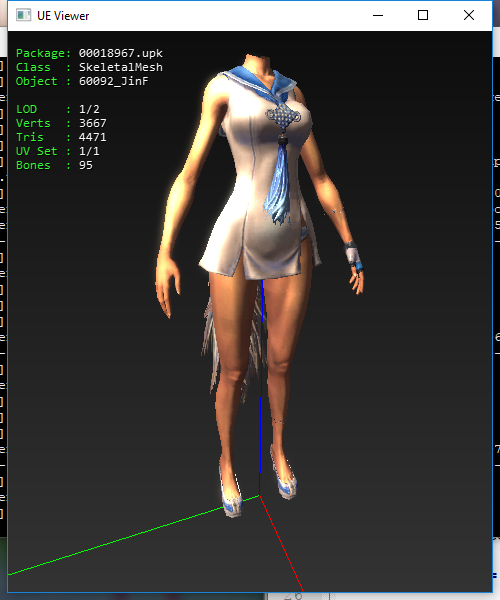 UE Viewer
Package: 00018967.upk
Class  : SkeletalMesh
Object : 60092_JinF
LOD    : 1/2
Verts  : 3667
Tris   : 4471
UV Set : 1/1
Bones  : 95